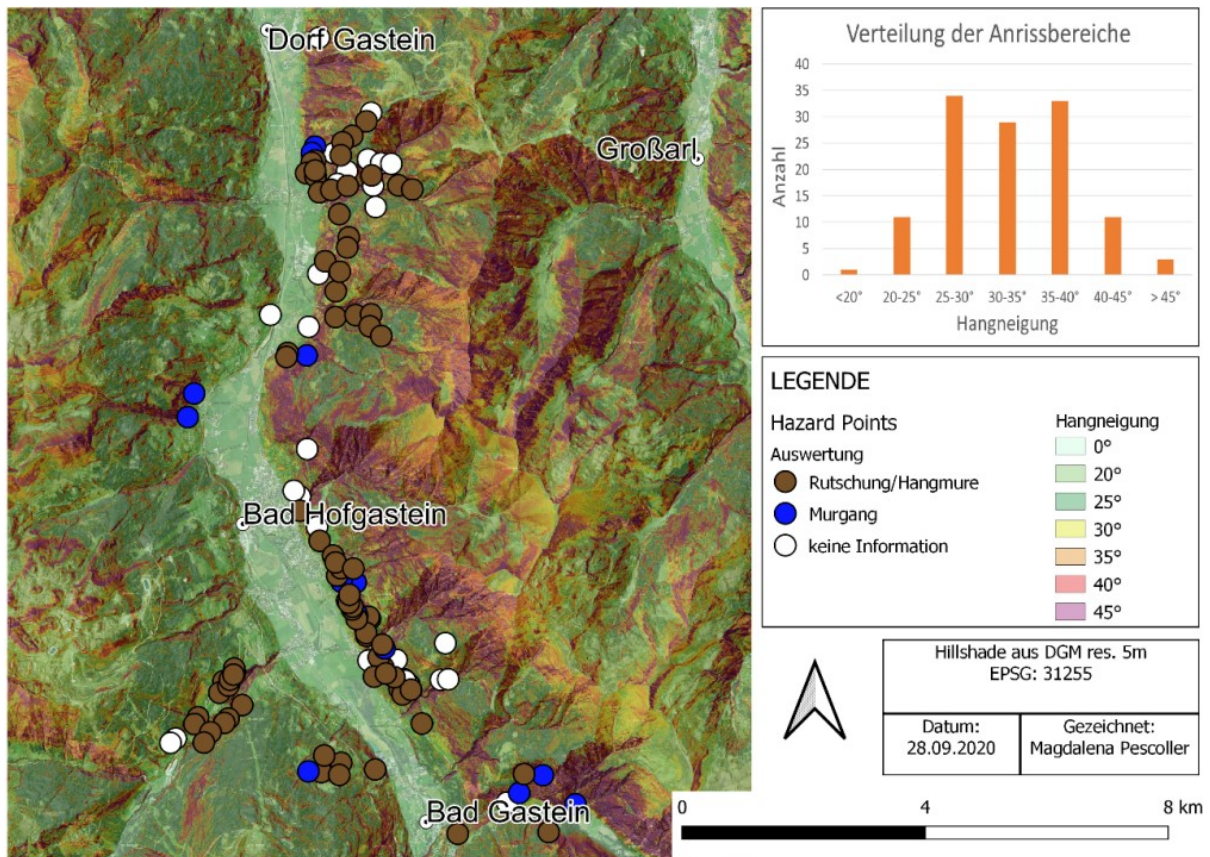 Dorf Gastein
Großarl
Bad Hofgastein
Bad Gastein
Verteilung der Anrissbereiche
Anzahl
40
35
30
25
20
15
10
5
0
<20° 20-25° 25-30° 30-35° 35-40° 40-45° >45°
Hangneigung
LEGENDE
Hazard Points
Auswertung
Rutschung/Hangmure
Murgang
keine Information
Hangneigung
0°
20°
25°
30°
35°
40°
45°
Hillshade aus DGM res. 5m
EPSG: 31255
Datum:
28.09.2020
Gezeichnet:
Magdalena Pescoller
0 4 8 km